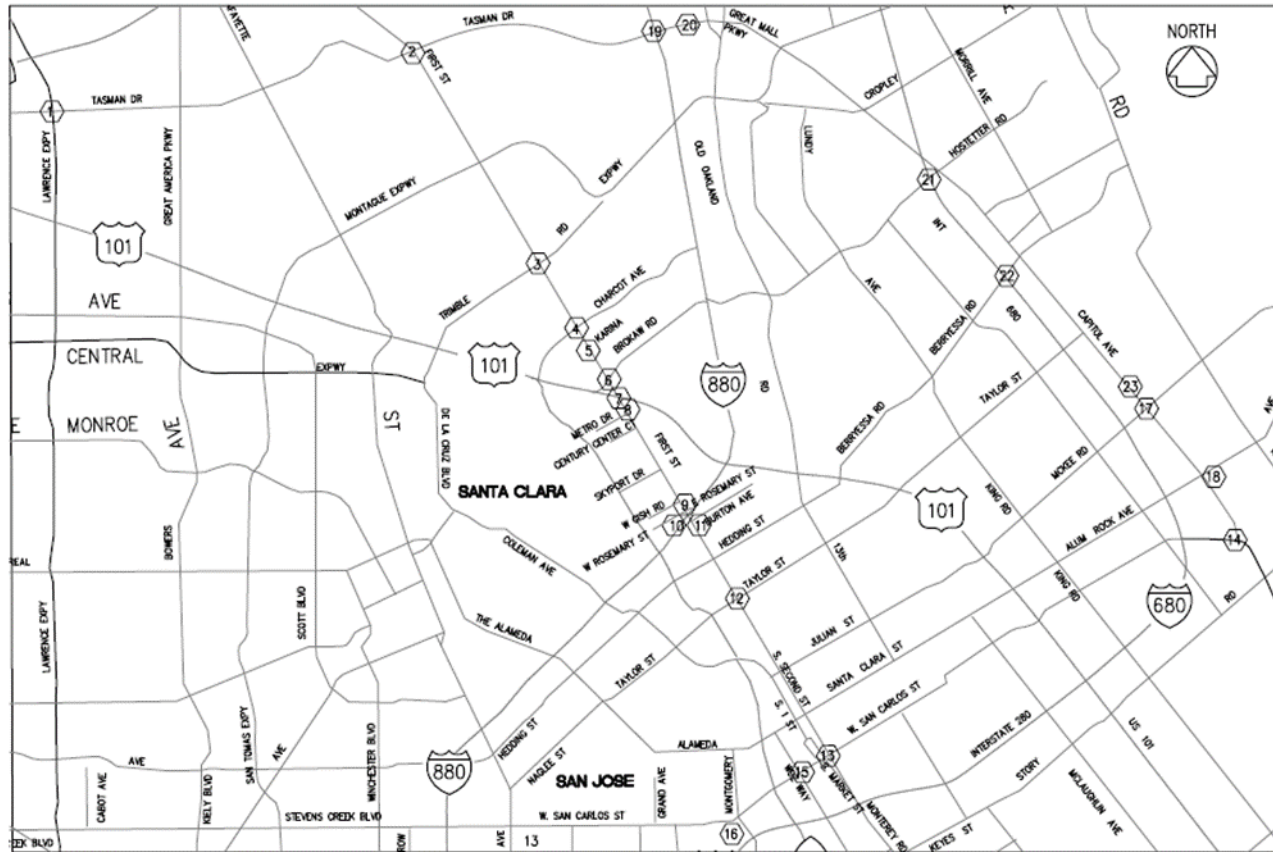 TASMAN DR
19
20
GREAT MALL
PKWY
NORTH
2
FIRST ST
MORRILL AVE
CROPLEY
RD
1
TASMAN DR
LAWRENCE EXPY
GREAT AMERICA PKWY
MONTAGUE EXPWY
EXPWY
OLD OAKLAND
LUNDY
HOSTETTER RD
21
INT
101
RD
3
22
TRIMBLE
CHARCOT AVE
AVE
680
AVE
4
KARINA
5
BROKAW RD
BERRYESSA RD
CAPITOL AVE
CENTRAL
EXPWY
101
880
RD
TAYLOR ST
6
7
8
23
17
E
MONROE
AVE
ST
DE LA CRUZ BLVD
METRO DR
CENTURY CENTER CT
FIRST ST
BERRYESSA RD
MCKEE RD
AVE
SKYPORT DR
SANTA CLARA
E ROSEMARY ST
KING RD
18
9
W GISH RD
BURTON AVE
101
10
11
W ROSEMARY ST
HEDDING ST
ALUM ROCK AVE
14
BOWERS
COLEMAN AVE
13th
REAL
TAYLOR ST
KING RD
12
680
RD
SCOTT BLVD
THE ALAMEDA
JULIAN ST
LAWRENCE EXPY
TAYLOR ST
S. SECOND ST
SANTA CLARA ST
S. 1 ST
W. SAN CARLOS ST
HEDDING ST
INTERSTATE 280
US 101
SAN TOMAS EXPY
AVE
WINCHESTER BLVD
ALAMEDA
13
AVE
880
NAGLEE ST
SAN JOSE
MONTGOMERY
15
WAY
MARKET ST
STORY
CABOT AVE
KIELY BLVD
GRAND AVE
MONTEREY RD
MCLAUGHLIN AVE
STEVENS CREEK BLVD
W. SAN CARLOS ST
16
KEYES ST
EEK BLVD
ROW
AVE
13